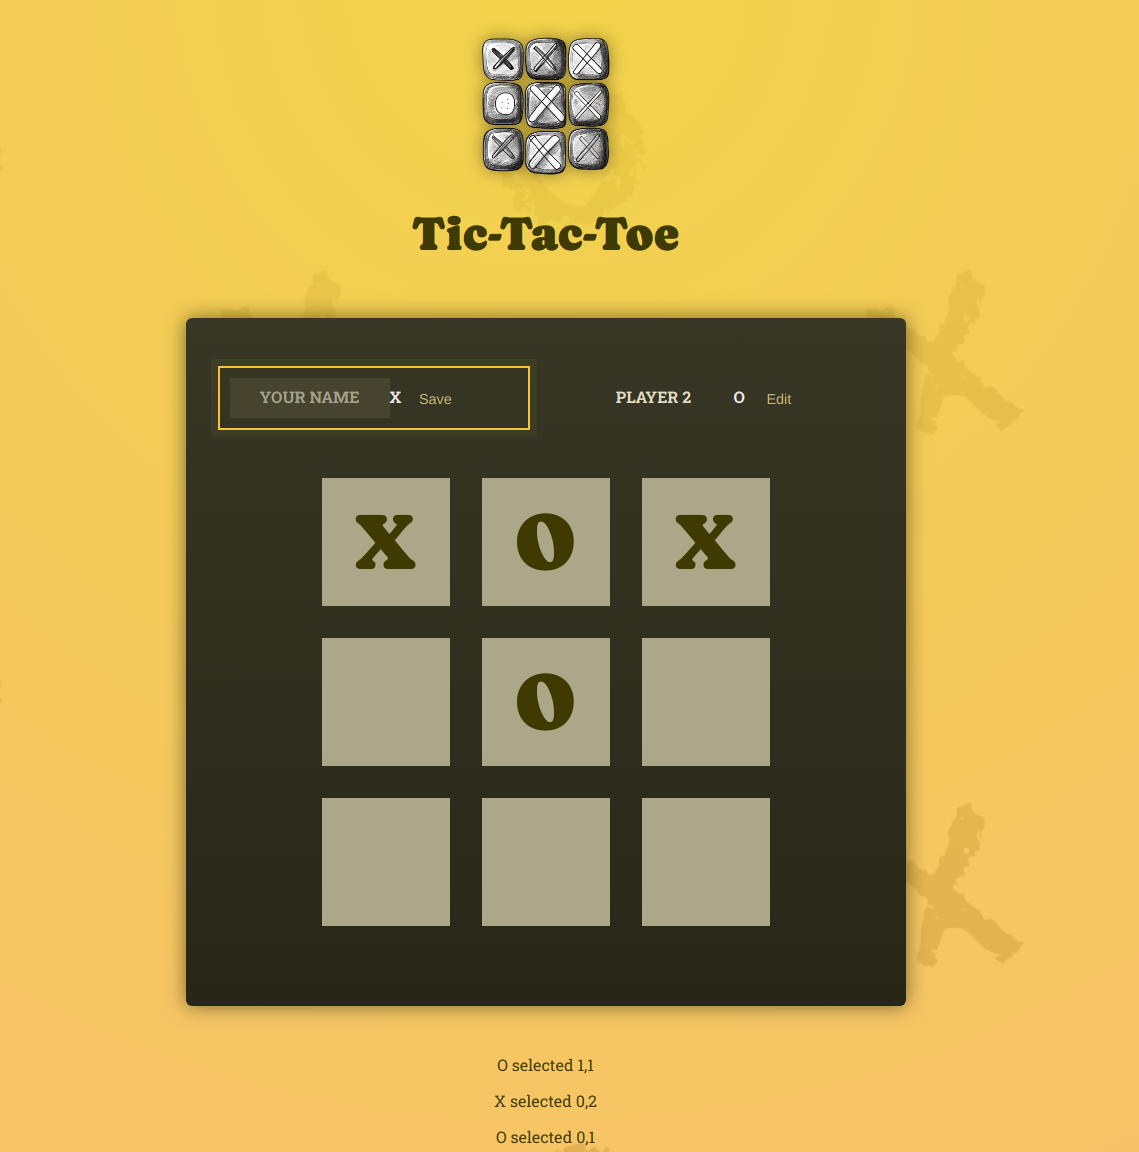 Tic-Tac-Toe
YOUR NAME X Save
PLAYER 2 O Edit
X O X
O
O selected 1,1
X selected 0,2
O selected 0,1